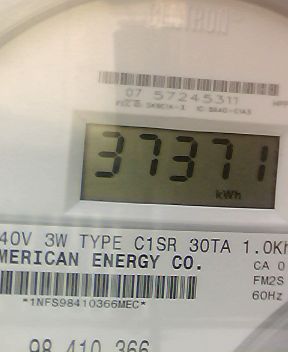 07 57245311
37371
kWh
40V 3W TYPE C1SR 30TA 1.0Kh
MERICAN ENERGY CO.
CA 0
FM2S
60Hz
*1NFS98410366MEC*
98 410 366